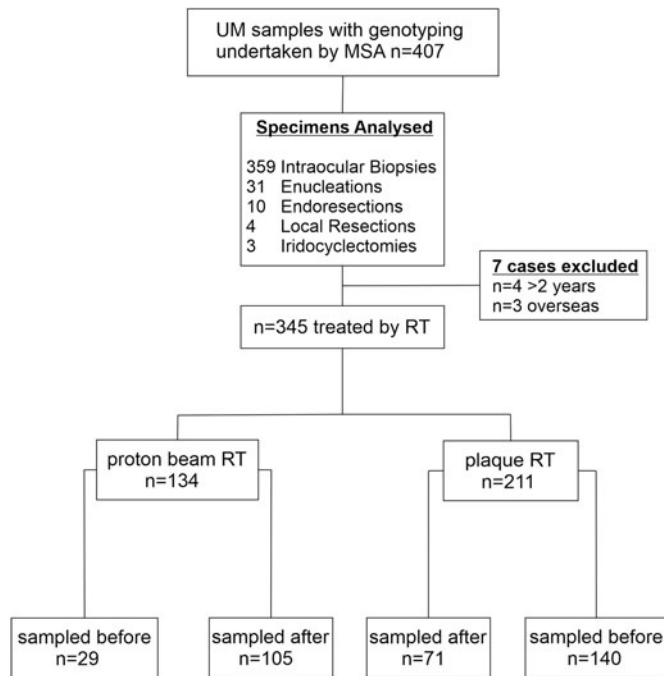 UM samples with genotyping
undertaken by MSA n=407
Specimens Analysed
359 Intraocular Biopsies
31 Enucleations
10 Endoresections
4 Local Resections
3 Iridocyclectomies
7 cases excluded
n=4 >2 years
n=3 overseas
n=345 treated by RT
proton beam RT
n=134
plaque RT
n=211
sampled before
n=29
sampled after
n=105
sampled after
n=71
sampled before
n=140